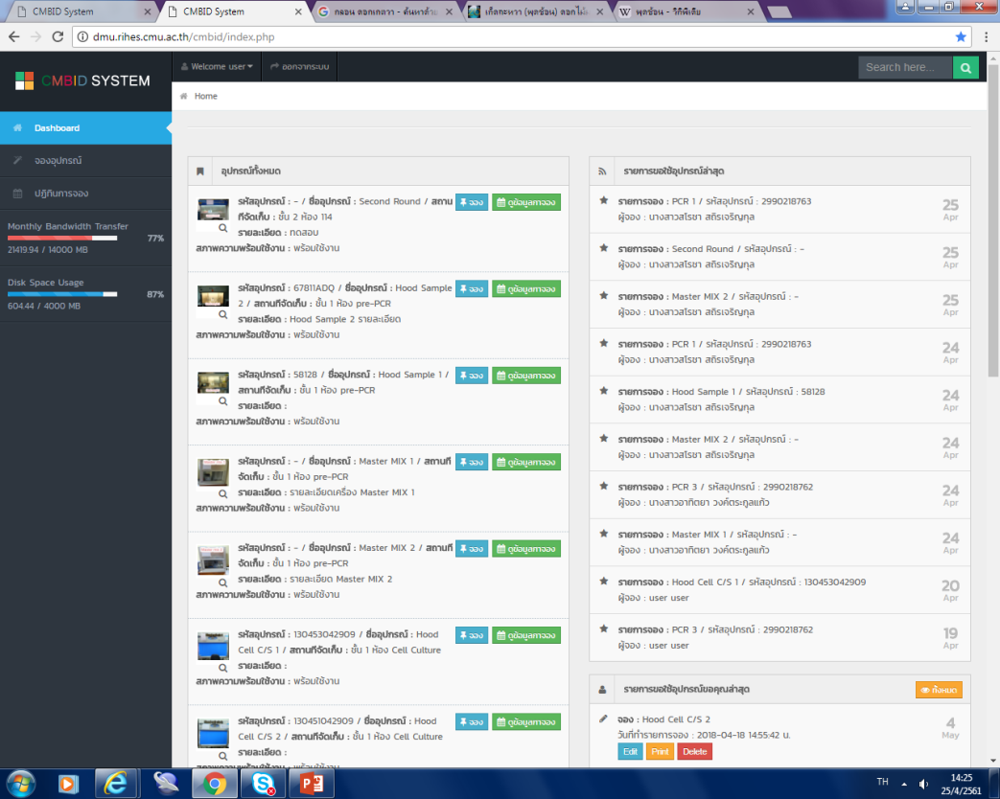 CMBID System
CMBID System
กลอน ดอกเกดวา - ค้นหาด้วย
เก็ดถะหวา (พุดซ้อน) ดอกไม้
พุดซ้อน - วิกิพีเดีย
dmu.rihes.cmu.ac.th/cmbid/index.php
CMBID SYSTEM
Welcome user
ออกจากระบบ
Search here...
Home
Dashboard
จองอุปกรณ์
ปฏิทินการจอง
Monthly Bandwidth Transfer
77%
21419.94 / 14000 MB
Disk Space Usage
87%
604.44 / 4000 MB
อุปกรณ์ทั้งหมด
รหัสอุปกรณ์ : - / ชื่ออุปกรณ์ : Second Round / สถาน
ที่จัดเก็บ : ชั้น 2 ห้อง 114
รายละเอียด : ทดสอบ
สภาพความพร้อมใช้งาน : พร้อมใช้งาน
จอง
ดูข้อมูลการจอง
รหัสอุปกรณ์ : 67811ADQ / ชื่ออุปกรณ์ : Hood Sample
2 / สถานที่จัดเก็บ : ชั้น 1 ห้อง pre-PCR
รายละเอียด : Hood Sample 2 รายละเอียด
สภาพความพร้อมใช้งาน : พร้อมใช้งาน
จอง
ดูข้อมูลการจอง
รหัสอุปกรณ์ : 58128 / ชื่ออุปกรณ์ : Hood Sample 1 /
สถานที่จัดเก็บ : ชั้น 1 ห้อง pre-PCR
รายละเอียด :
สภาพความพร้อมใช้งาน : พร้อมใช้งาน
จอง
ดูข้อมูลการจอง
รหัสอุปกรณ์ : - / ชื่ออุปกรณ์ : Master MIX 1 / สถานที่
จัดเก็บ : ชั้น 1 ห้อง pre-PCR
รายละเอียด : รายละเอียดเครื่อง Master MIX 1
สภาพความพร้อมใช้งาน : พร้อมใช้งาน
จอง
ดูข้อมูลการจอง
รหัสอุปกรณ์ : - / ชื่ออุปกรณ์ : Master MIX 2 / สถานที่
จัดเก็บ : ชั้น 1 ห้อง pre-PCR
รายละเอียด : รายละเอียด Master MIX 2
สภาพความพร้อมใช้งาน : พร้อมใช้งาน
จอง
ดูข้อมูลการจอง
รหัสอุปกรณ์ : 130453042909 / ชื่ออุปกรณ์ : Hood
Cell C/S 1 / สถานที่จัดเก็บ : ชั้น 1 ห้อง Cell Culture
รายละเอียด :
สภาพความพร้อมใช้งาน : พร้อมใช้งาน
จอง
ดูข้อมูลการจอง
รหัสอุปกรณ์ : 130451042909 / ชื่ออุปกรณ์ : Hood
Cell C/S 2 / สถานที่จัดเก็บ : ชั้น 1 ห้อง Cell Culture
รายละเอียด :
สภาพความพร้อมใช้งาน : พร้อมใช้งาน
จอง
ดูข้อมูลการจอง
รายการขอใช้อุปกรณ์ล่าสุด
รายการจอง : PCR 1 / รหัสอุปกรณ์ : 2990218763
ผู้จอง : นางสาวสโรชา สถิรเจริญกุล
25
Apr
รายการจอง : Second Round / รหัสอุปกรณ์ : -
ผู้จอง : นางสาวสโรชา สถิรเจริญกุล
25
Apr
รายการจอง : Master MIX 2 / รหัสอุปกรณ์ : -
ผู้จอง : นางสาวสโรชา สถิรเจริญกุล
25
Apr
รายการจอง : PCR 1 / รหัสอุปกรณ์ : 2990218763
ผู้จอง : นางสาวสโรชา สถิรเจริญกุล
24
Apr
รายการจอง : Hood Sample 1 / รหัสอุปกรณ์ : 58128
ผู้จอง : นางสาวสโรชา สถิรเจริญกุล
24
Apr
รายการจอง : Master MIX 2 / รหัสอุปกรณ์ : -
ผู้จอง : นางสาวสโรชา สถิรเจริญกุล
24
Apr
รายการจอง : PCR 3 / รหัสอุปกรณ์ : 2990218762
ผู้จอง : นางสาวอาทิตยา วงค์ตระกูลแก้ว
24
Apr
รายการจอง : Master MIX 1 / รหัสอุปกรณ์ : -
ผู้จอง : นางสาวอาทิตยา วงค์ตระกูลแก้ว
24
Apr
รายการจอง : Hood Cell C/S 1 / รหัสอุปกรณ์ : 130453042909
ผู้จอง : user user
20
Apr
รายการจอง : PCR 3 / รหัสอุปกรณ์ : 2990218762
ผู้จอง : user user
19
Apr
รายการขอใช้อุปกรณ์ของคุณล่าสุด
ทั้งหมด
จอง : Hood Cell C/S 2
วันที่ทำรายการจอง : 2018-04-18 14:55:42 น.
4
May
Edit Print Delete
TH
14:25
25/4/2561